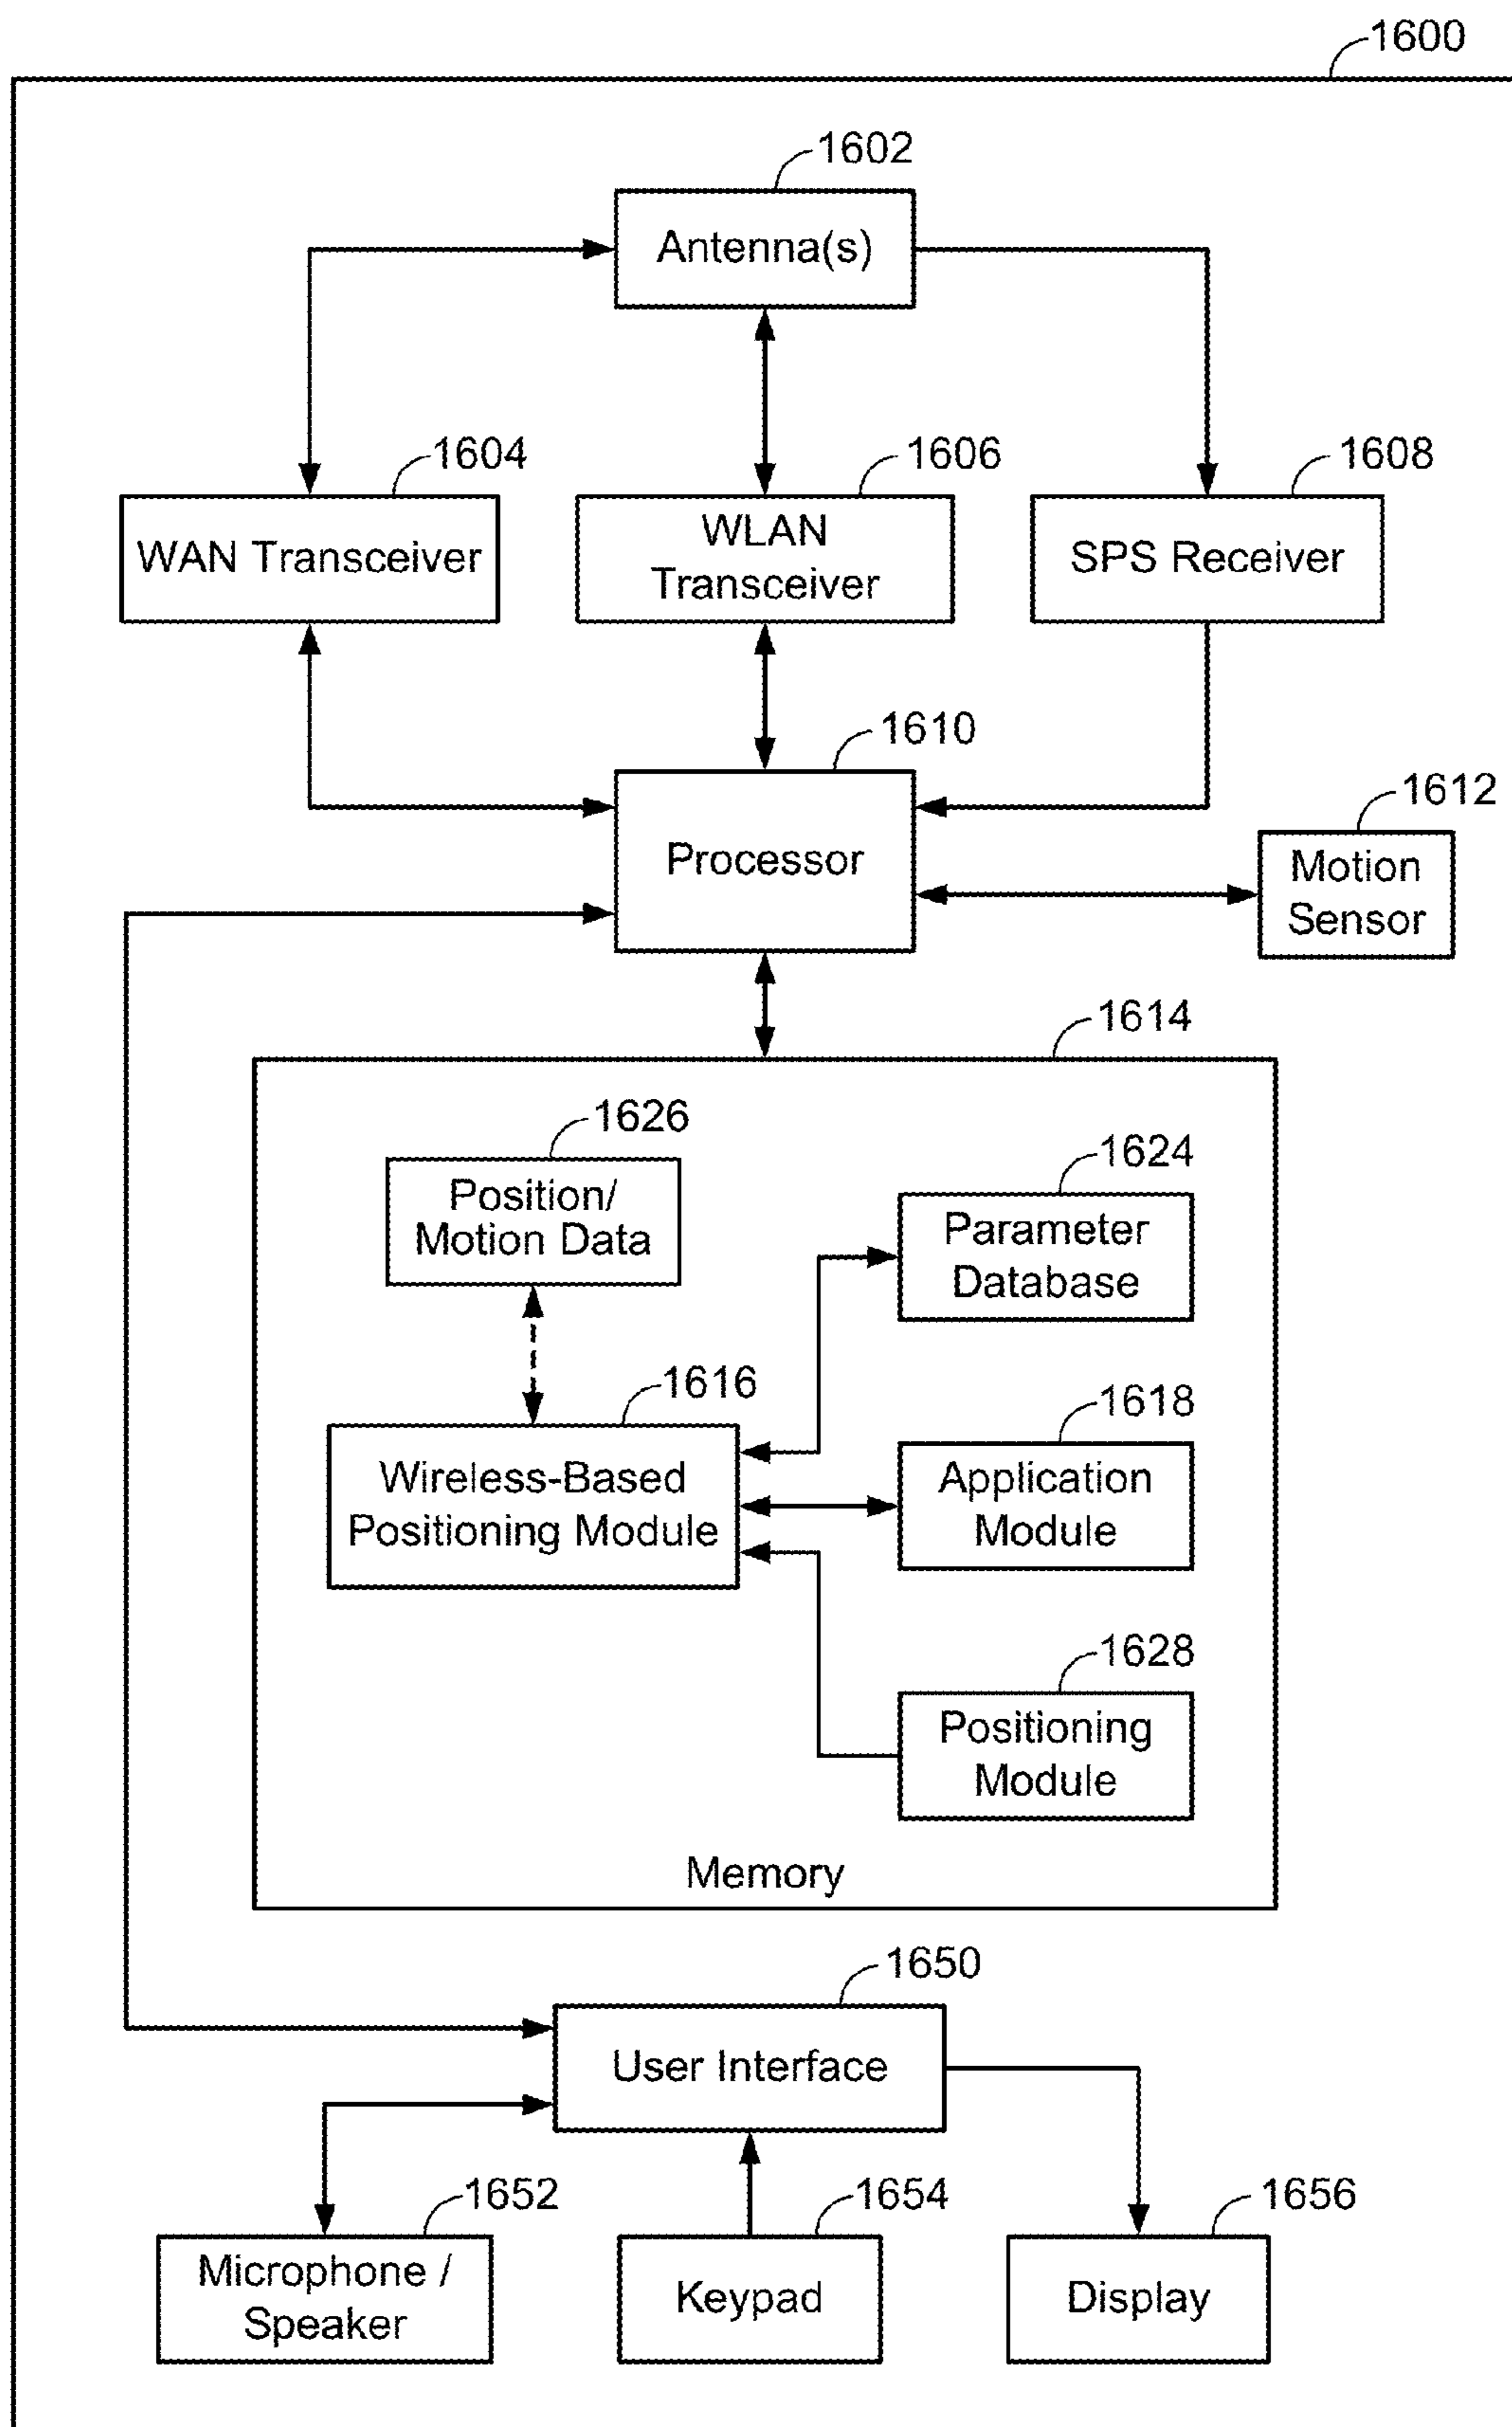 1600
1602
Antenna(s)
1604
1606
1608
WAN Transceiver
WLAN
Transceiver
SPS Receiver
1610
Processor
1612
Motion
Sensor
1614
1626
Position/
Motion Data
1624
Parameter
Database
1616
Wireless-Based
Positioning Module
1618
Application
Module
1628
Positioning
Module
Memory
1650
User Interface
1652
Microphone /
Speaker
1654
Keypad
1656
Display